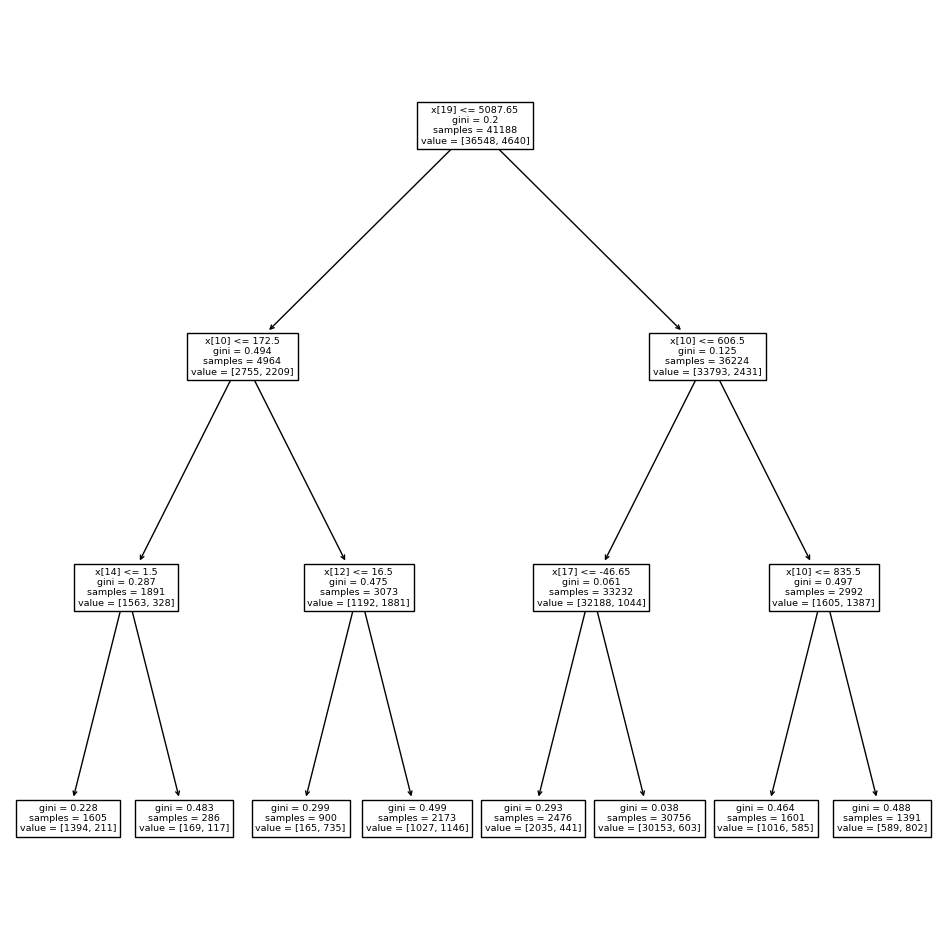 x[19] <= 5087.65
gini = 0.2
samples = 41188
value = [36548, 4640]
x[10] <= 172.5
gini = 0.494
samples = 4964
value = [2755, 2209]
x[10] <= 606.5
gini = 0.125
samples = 36224
value = [33793, 2431]
x[14] <= 1.5
gini = 0.287
samples = 1891
value = [1563, 328]
x[12] <= 16.5
gini = 0.475
samples = 3073
value = [1192, 1881]
x[17] <= -46.65
gini = 0.061
samples = 33232
value = [32188, 1044]
x[10] <= 835.5
gini = 0.497
samples = 2992
value = [1605, 1387]
gini = 0.228
samples = 1605
value = [1394, 211]
gini = 0.483
samples = 286
value = [169, 117]
gini = 0.299
samples = 900
value = [165, 735]
gini = 0.499
samples = 2173
value = [1027, 1146]
gini = 0.293
samples = 2476
value = [2035, 441]
gini = 0.038
samples = 30756
value = [30153, 603]
gini = 0.464
samples = 1601
value = [1016, 585]
gini = 0.488
samples = 1391
value = [589, 802]